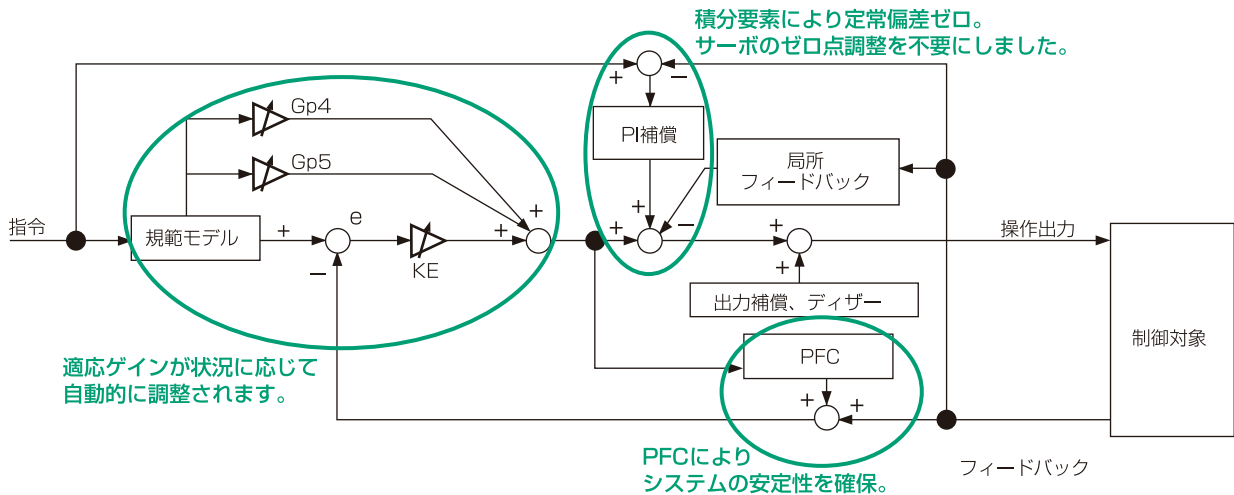 積分要素により定常偏差ゼロ。
サーボのゼロ点調整を不要にしました。
+
−
Gp4
PI補償
Gp5
局所
フィードバック
指令
規範モデル
+
e
+
+
+
+
−
+
操作出力
−
KE
+
出力補償、ディザー
制御対象
適応ゲインが状況に応じて
自動的に調整されます。
PFC
+
+
PFCにより
システムの安定性を確保。
フィードバック